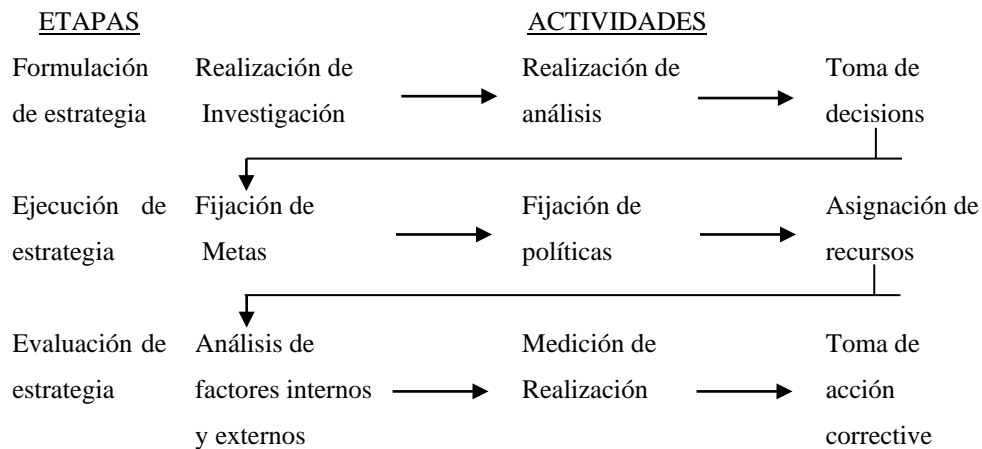 ETAPAS ACTIVIDADES
Formulación Realización de Realización de Toma de
de estrategia Investigación análisis decisions
Ejecución de Fijación de Fijación de Asignación de
estrategia Metas políticas recursos
Evaluación de Análisis de Medición de Toma de
estrategia factores internos Realización acción
y externos corrective